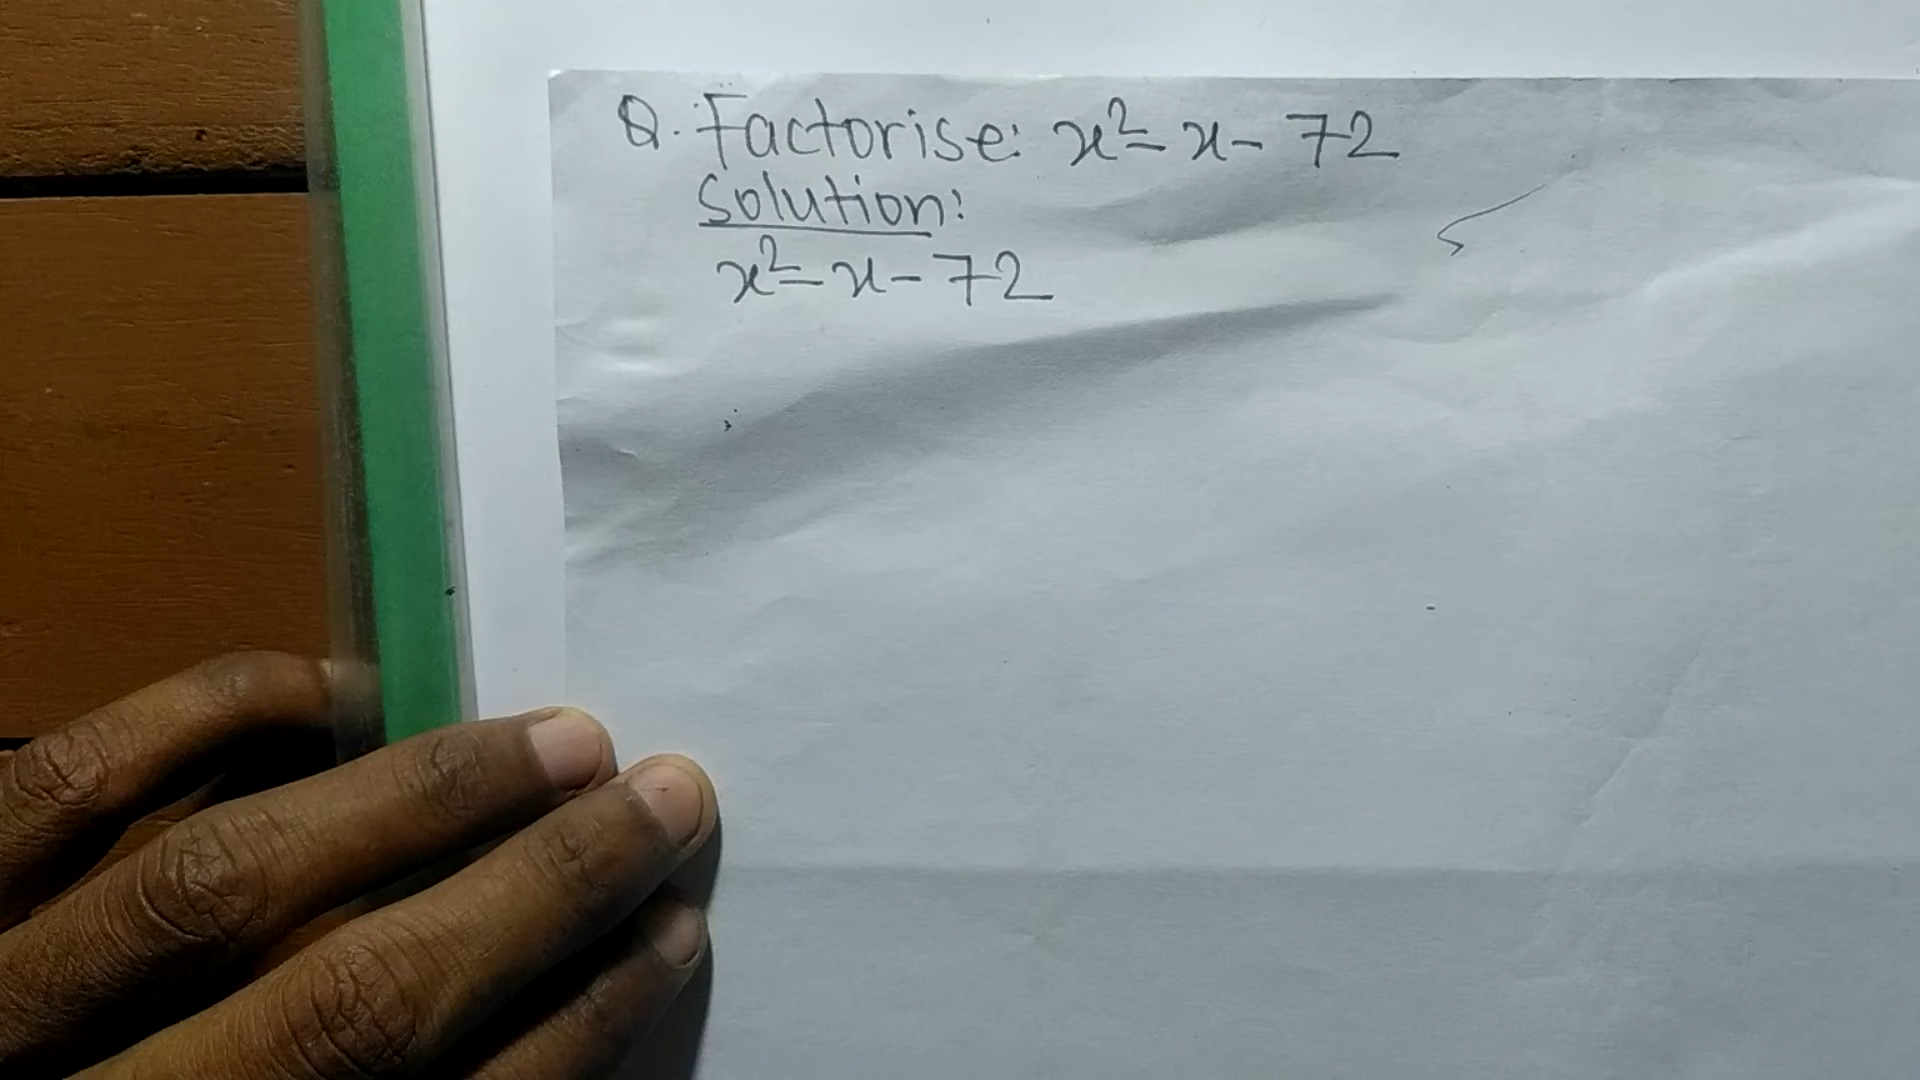 Q. Factorise: x² - x - 72
Solution:
x² - x - 72